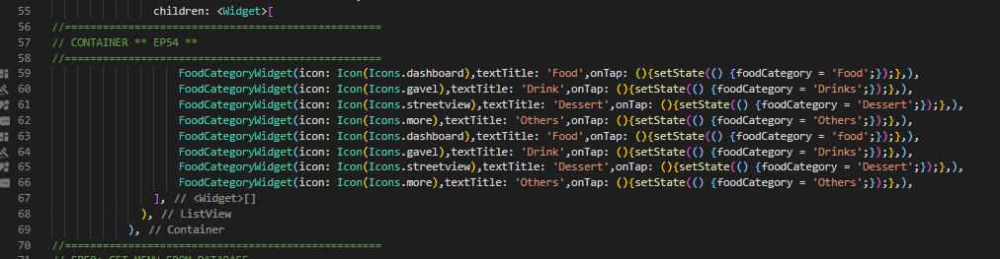 55 children: <Widget>[
56 //==================================================
57 // CONTAINER ** EP54 **
58 //==================================================
59 FoodCategoryWidget(icon: Icon(Icons.dashboard),textTitle: 'Food',onTap: (){setState(() {foodCategory = 'Food';});},),
60 FoodCategoryWidget(icon: Icon(Icons.gavel),textTitle: 'Drink',onTap: (){setState(() {foodCategory = 'Drinks';});},),
61 FoodCategoryWidget(icon: Icon(Icons.streetview),textTitle: 'Dessert',onTap: (){setState(() {foodCategory = 'Dessert';});},),
62 FoodCategoryWidget(icon: Icon(Icons.more),textTitle: 'Others',onTap: (){setState(() {foodCategory = 'Others';});},),
63 FoodCategoryWidget(icon: Icon(Icons.dashboard),textTitle: 'Food',onTap: (){setState(() {foodCategory = 'food';});},),
64 FoodCategoryWidget(icon: Icon(Icons.gavel),textTitle: 'Drink',onTap: (){setState(() {foodCategory = 'Drinks';});},),
65 FoodCategoryWidget(icon: Icon(Icons.streetview),textTitle: 'Dessert',onTap: (){setState(() {foodCategory = 'Dessert';});},),
66 FoodCategoryWidget(icon: Icon(Icons.more),textTitle: 'Others',onTap: (){setState(() {foodCategory = 'Others';});},),
67 ], // <Widget>[]
68 ), // ListView
69 ), // Container
70 //==================================================